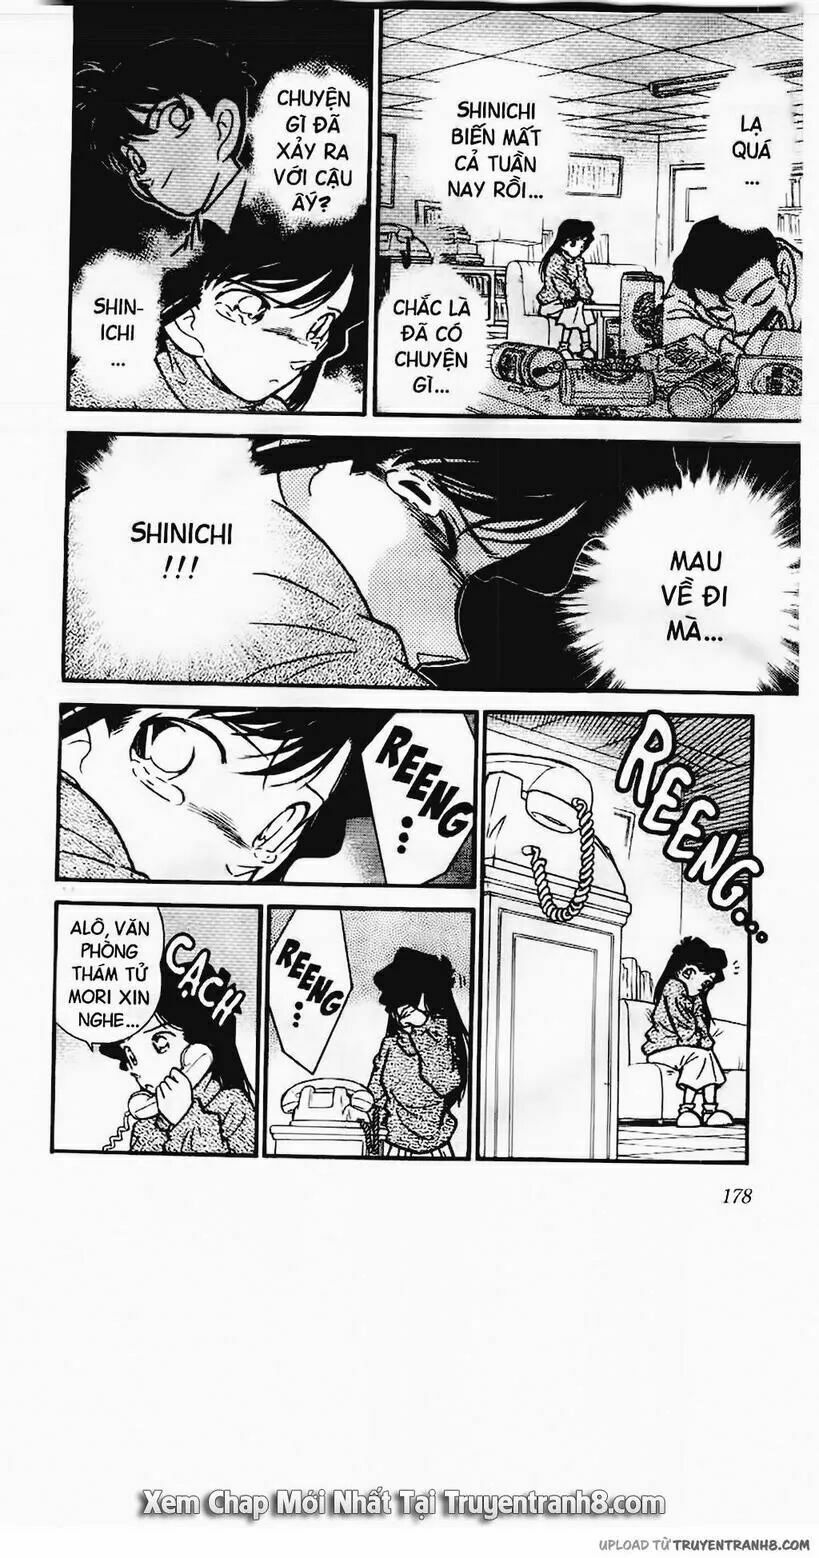 LẠ
QUÁ
...
SHINICHI
BIẾN MẤT
CẢ TUẦN
NAY RỒI...
CHẮC LÀ
ĐÃ CÓ
CHUYỆN
GÌ...
CHUYỆN
GÌ ĐÃ
XẢY RA
VỚI CẬU
ẤY?
SHIN-
ICHI
...
MAU
VỀ ĐI
MÀ...
SHINICHI
!!!
REENG...
REENG
...
REENG
...
CẠCH
ALÔ, VĂN
PHÒNG
THÁM TỬ
MORI XIN
NGHE...
178
Xem Chap Mới Nhất Tại Truyentranh8.com
UPLOAD TỪ TRUYENTRANH8.COM